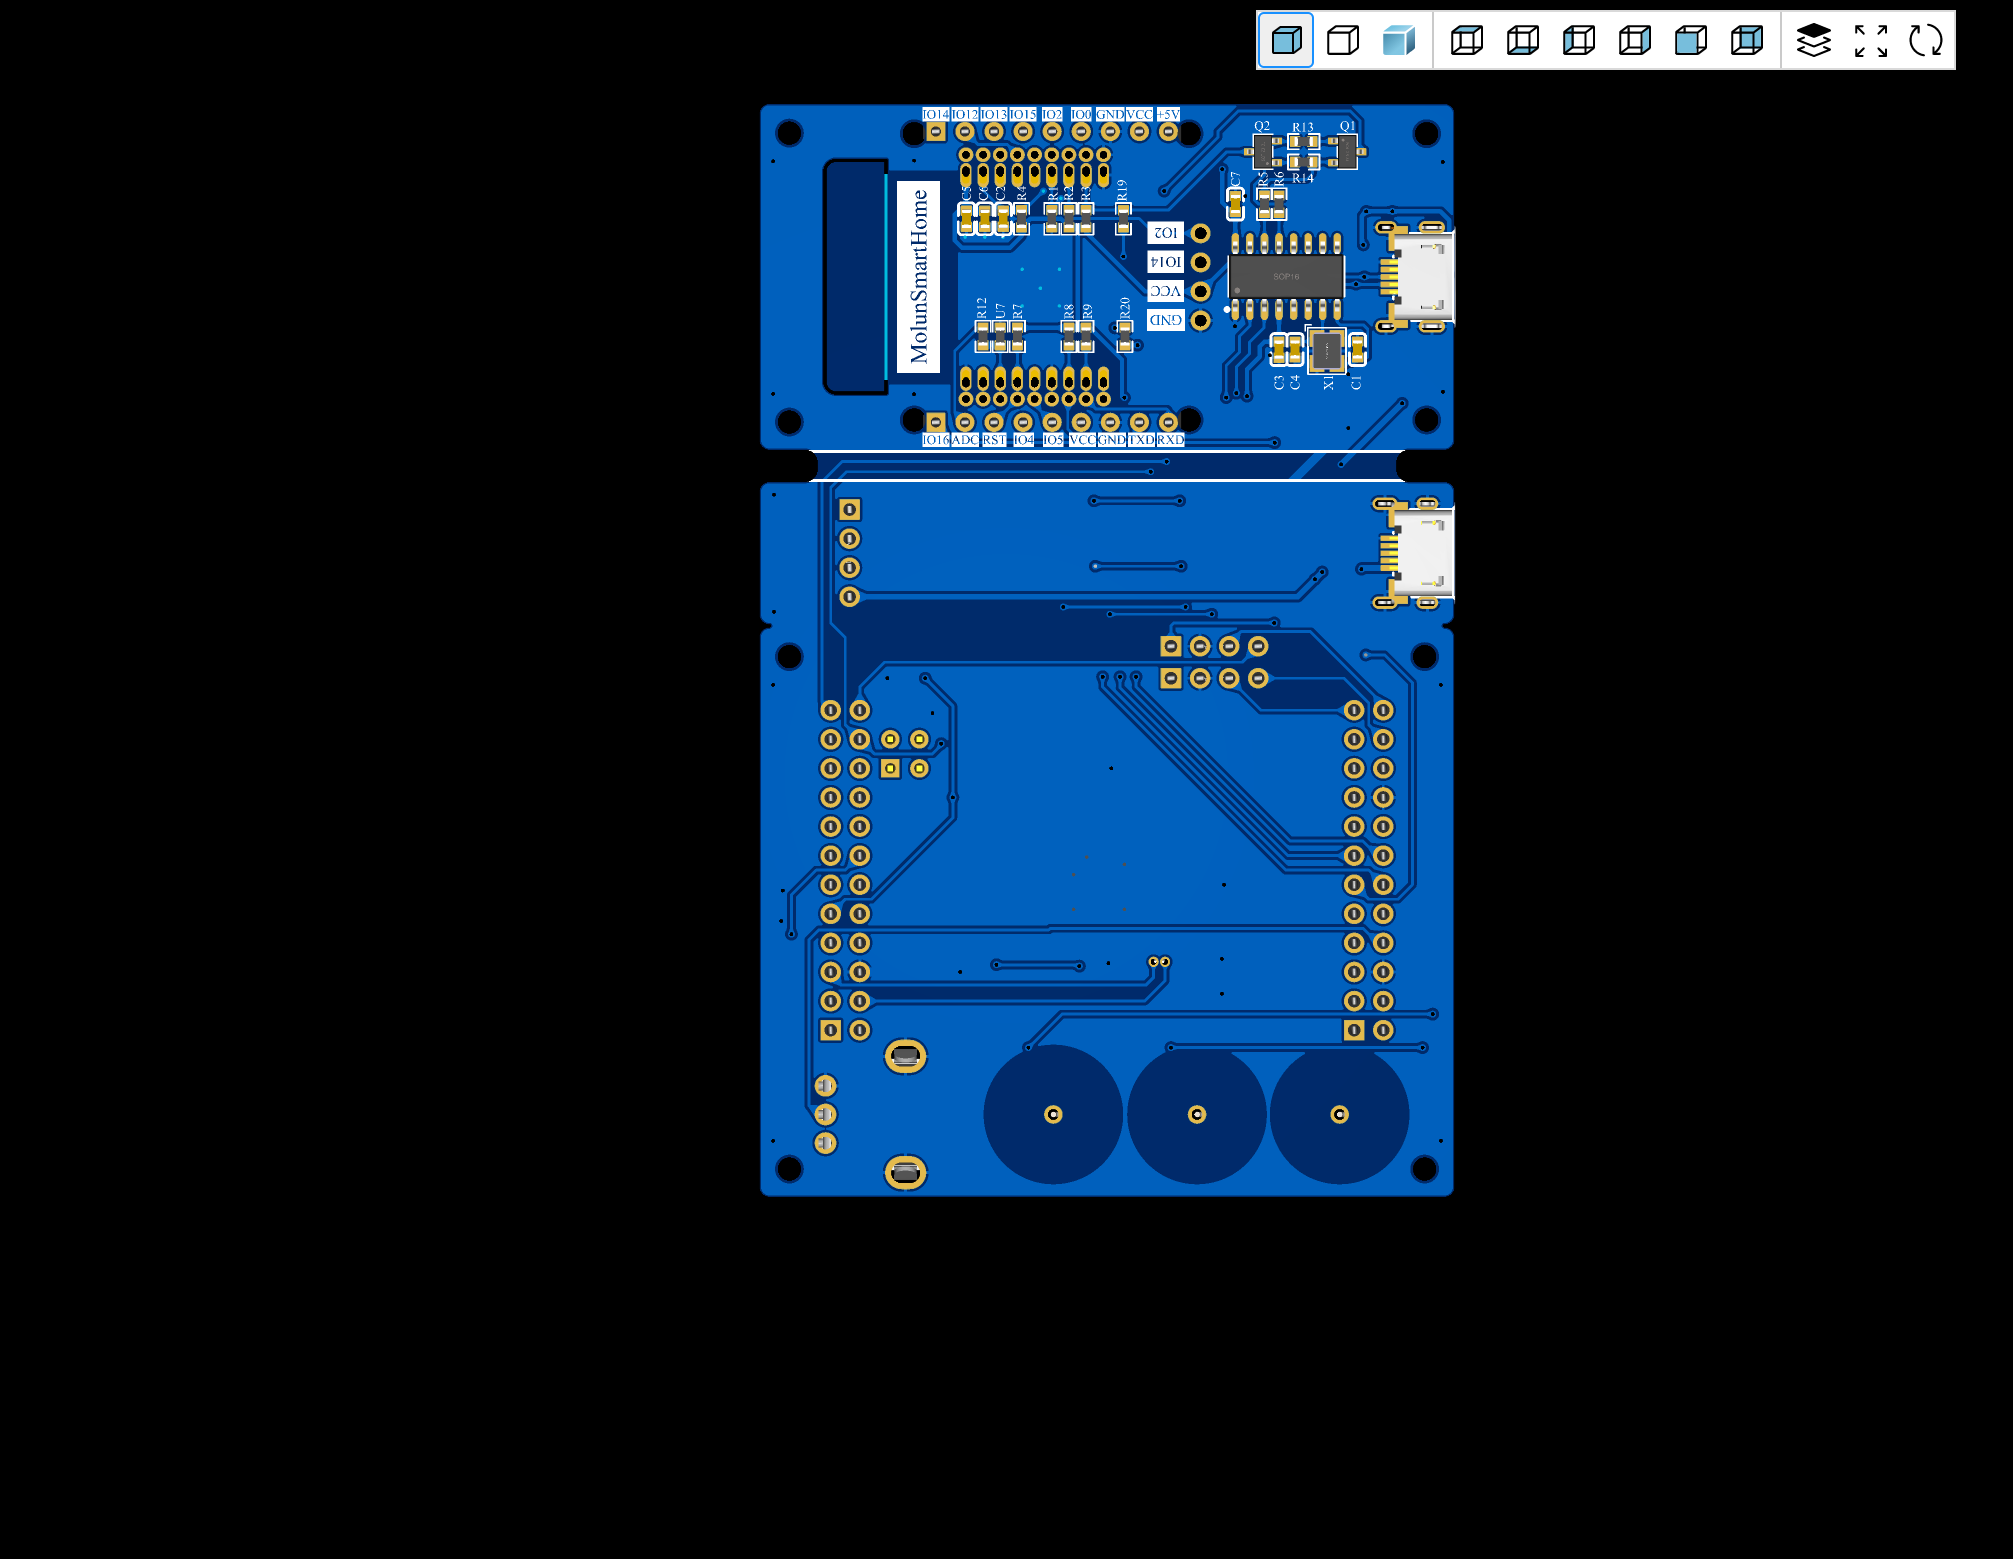 IO14 IO12 IO13 IO15 IO2 IO0 GND VCC +5V
Q2 R13 Q1
R14
C5 C6 C2 R4 R1 R2 R3 R19
C7 R5 R6
MolunSmartHome
IO2
IO14
VCC
GND
SOP16
R12 U7 R7 R8 R9 R20
C3 C4 X1 C1
IO16 ADC RST IO4 IO5 VCC GND TXD RXD